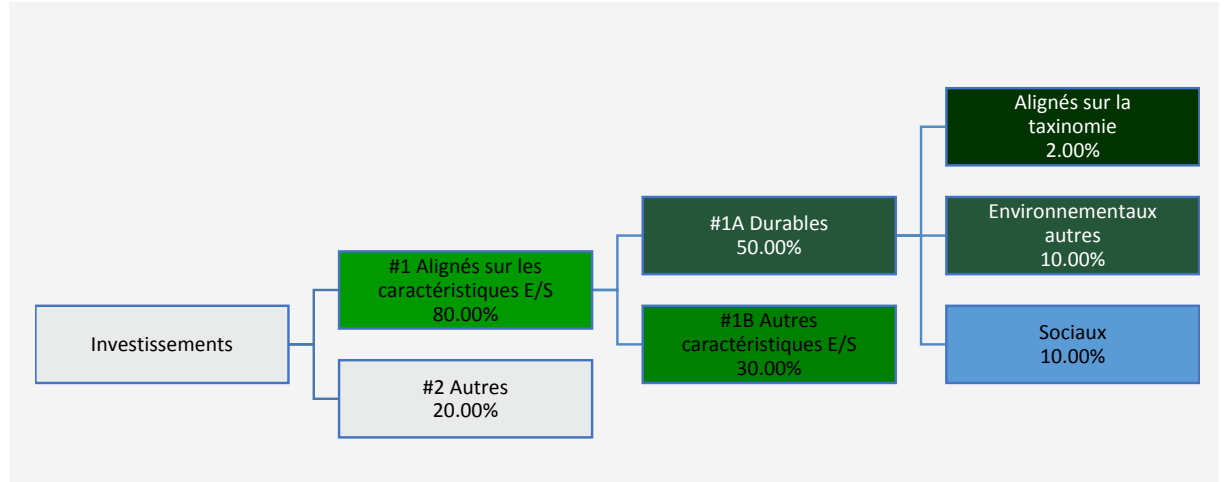 Investissements
#1 Alignés sur les
caractéristiques E/S
80.00%
#2 Autres
20.00%
#1A Durables
50.00%
#1B Autres
caractéristiques E/S
30.00%
Alignés sur la
taxinomie
2.00%
Environnementaux
autres
10.00%
Sociaux
10.00%